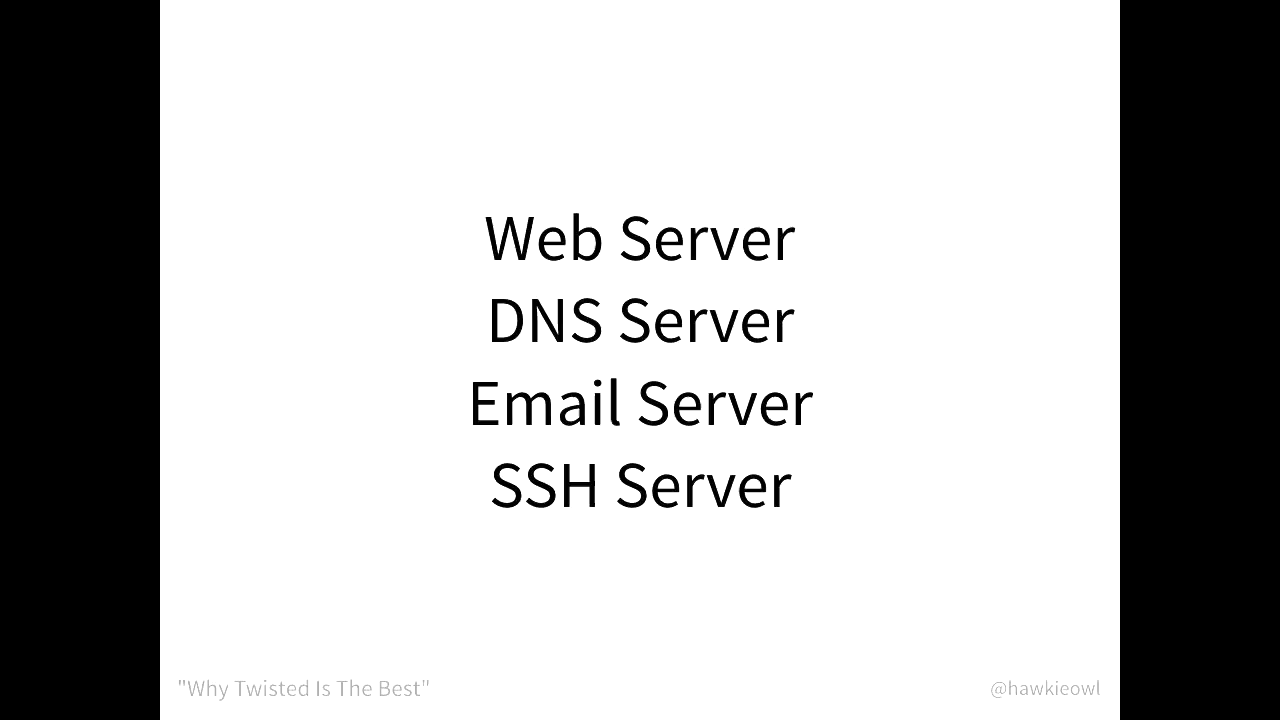 Web Server
DNS Server
Email Server
SSH Server
"Why Twisted Is The Best"
@hawkieowl